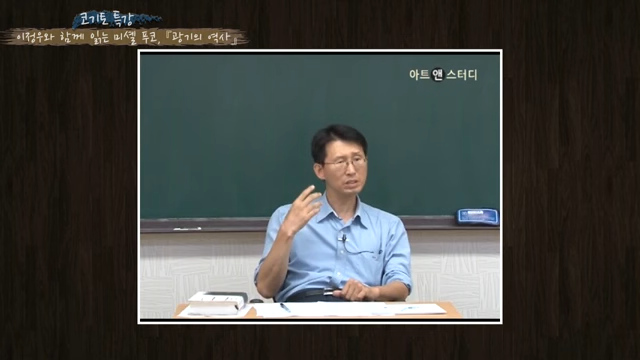 코기토 특강
이정우와 함께 읽는 미셸 푸코, 『광기의 역사』
아트앤스터디